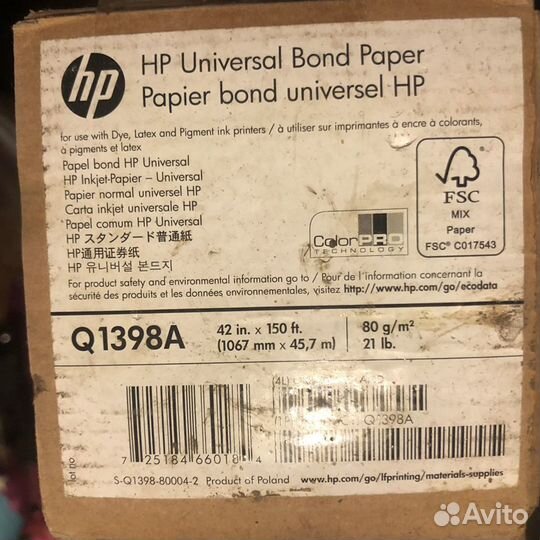 hp
HP Universal Bond Paper
Papier bond universel HP
for use with Dye, Latex and Pigment ink printers / à utiliser sur imprimantes à encre à colorants,
à pigments et latex
Papel bond HP Universal
HP Inkjet-Papier – Universal
Papier normal universel HP
Carta inkjet universale HP
Papel comum HP Universal
HP スタンダード普通紙
HP通用证券纸
HP 유니버설 본드지
ColorPRO
TECHNOLOGY
FSC
MIX
Paper
FSC® C017543
For product safety and environmental information / Pour de l'information concernant la
sécurité des produits et des données environnementales, visitez http://www.hp.com/go/ecodata
Q1398A
42 in. x 150 ft.
(1067 mm x 45,7 m)
80 g/m²
21 lb.
Q1398A
7 25184 66018 4
Lot no.
S-Q1398-80004-2 Product of Poland
www.hp.com/go/lfprinting/materials-supplies
Avito